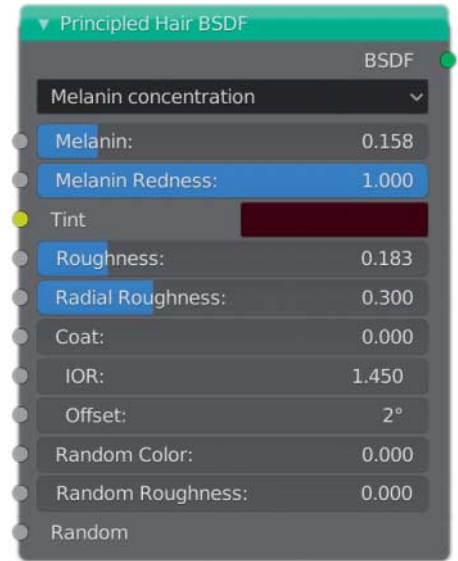 Principled Hair BSDF
BSDF
Melanin concentration
Melanin: 0.158
Melanin Redness: 1.000
Tint
Roughness: 0.183
Radial Roughness: 0.300
Coat: 0.000
IOR: 1.450
Offset: 2°
Random Color: 0.000
Random Roughness: 0.000
Random